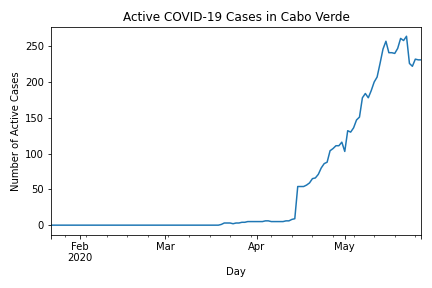 Active COVID-19 Cases in Cabo Verde
Number of Active Cases
250
200
150
100
50
0
Feb
2020
Mar
Apr
May
Day